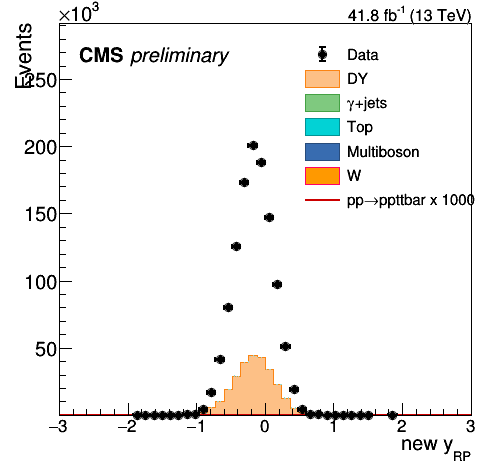 ×10³
41.8 fb⁻¹ (13 TeV)
Events
CMS preliminary
Data
DY
γ+jets
Top
Multiboson
W
pp→ppttbar x 1000
250
200
150
100
50
−3 −2 −1 0 1 2 3
new y_RP